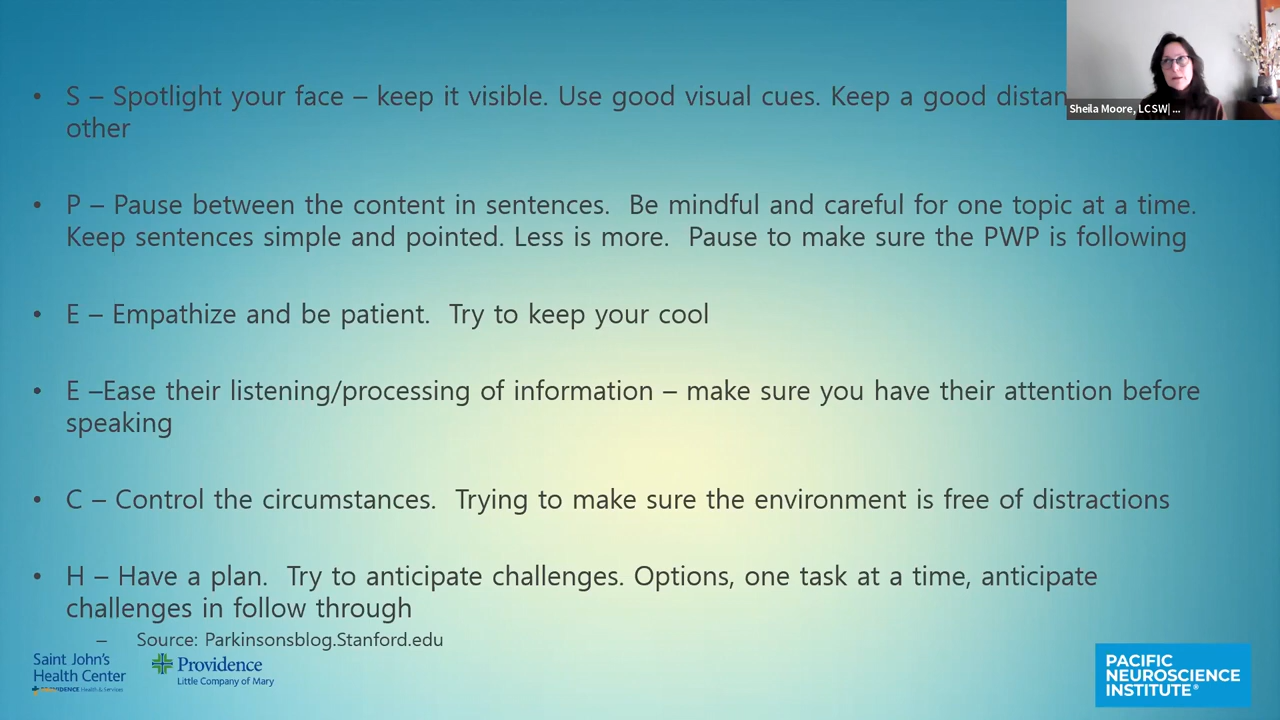 • S – Spotlight your face – keep it visible. Use good visual cues. Keep a good
other
• P – Pause between the content in sentences.  Be mindful and careful for one topic at a time.
Keep sentences simple and pointed. Less is more.  Pause to make sure the PWP is following
• E – Empathize and be patient.  Try to keep your cool
• E –Ease their listening/processing of information – make sure you have their attention before
speaking
• C – Control the circumstances.  Trying to make sure the environment is free of distractions
• H – Have a plan.  Try to anticipate challenges. Options, one task at a time, anticipate
challenges in follow through
– Source: Parkinsonsblog.Stanford.edu
Sheila Moore, LCSW| ...
Saint John's
Health Center
PROVIDENCE Health & Services
Providence
Little Company of Mary
PACIFIC
NEUROSCIENCE
INSTITUTE®